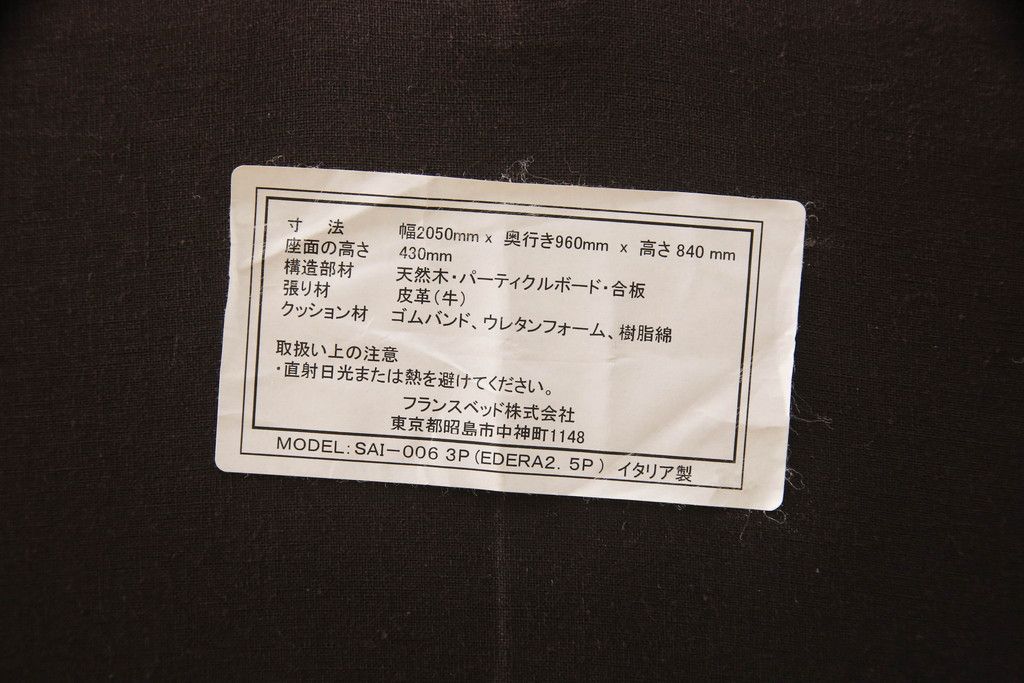 寸　法　幅2050mm x 奥行き960mm x 高さ 840 mm
座面の高さ　430mm
構造部材　天然木・パーティクルボード・合板
張り材　皮革（牛）
クッション材　ゴムバンド、ウレタンフォーム、樹脂綿
取扱い上の注意
・直射日光または熱を避けてください。
フランスベッド株式会社
東京都昭島市中神町1148
MODEL：SAI－006 3P（EDERA2．5P）　イタリア製